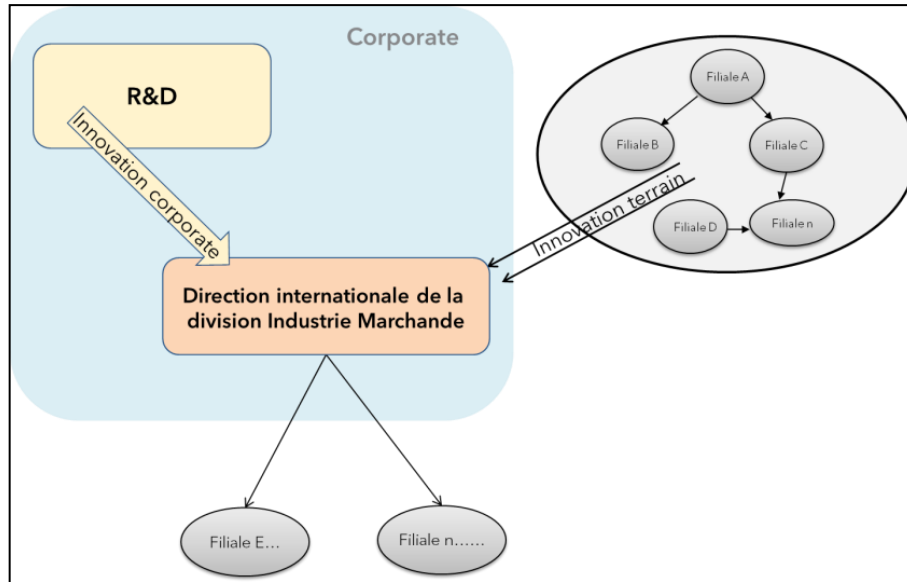 Corporate
R&D
Innovation corporate
Filiale A
Filiale B
Filiale C
Innovation terrain
Filiale D
Filiale n
Direction internationale de la
division Industrie Marchande
Filiale E...
Filiale n......